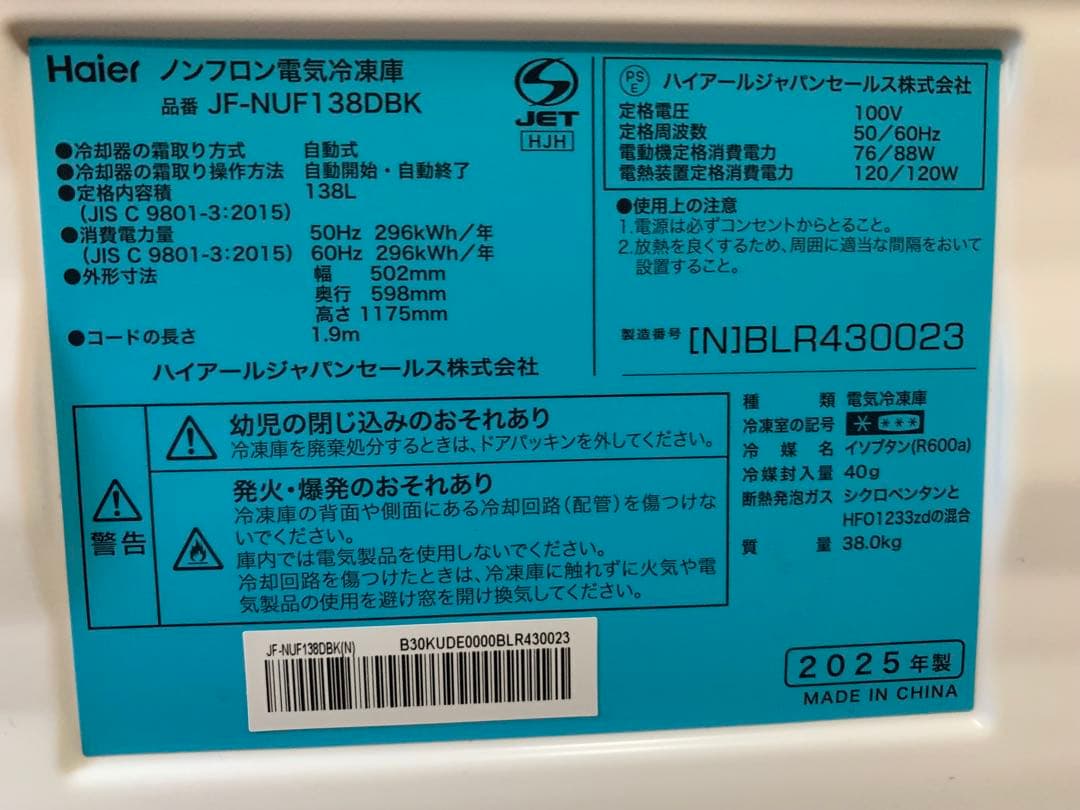 Haier ノンフロン電気冷凍庫
品番 JF-NUF138DBK
JET
HJH
●冷却器の霜取り方式 自動式
●冷却器の霜取り操作方法 自動開始・自動終了
●定格内容積 138L
(JIS C 9801-3:2015)
●消費電力量 50Hz 296kWh/年
(JIS C 9801-3:2015) 60Hz 296kWh/年
●外形寸法 幅 502mm
奥行 598mm
高さ 1175mm
●コードの長さ 1.9m
ハイアールジャパンセールス株式会社
PSE ハイアールジャパンセールス株式会社
定格電圧 100V
定格周波数 50/60Hz
電動機定格消費電力 76/88W
電熱装置定格消費電力 120/120W
●使用上の注意
1.電源は必ずコンセントからとること。
2.放熱を良くするため、周囲に適当な間隔をおいて
設置すること。
製造番号 [N]BLR430023
警告
幼児の閉じ込みのおそれあり
冷凍庫を廃棄処分するときは、ドアパッキンを外してください。
発火・爆発のおそれあり
冷凍庫の背面や側面にある冷却回路(配管)を傷つけな
いでください。
庫内では電気製品を使用しないでください。
冷却回路を傷つけたときは、冷凍庫に触れずに火気や電
気製品の使用を避け窓を開け換気してください。
種類 電気冷凍庫
冷凍室の記号
冷媒名 イソブタン(R600a)
冷媒封入量 40g
断熱発泡ガス シクロペンタンと
HFO1233zdの混合
質量 38.0kg
JF-NUF138DBK(N) B30KUDE0000BLR430023
2025年製
MADE IN CHINA